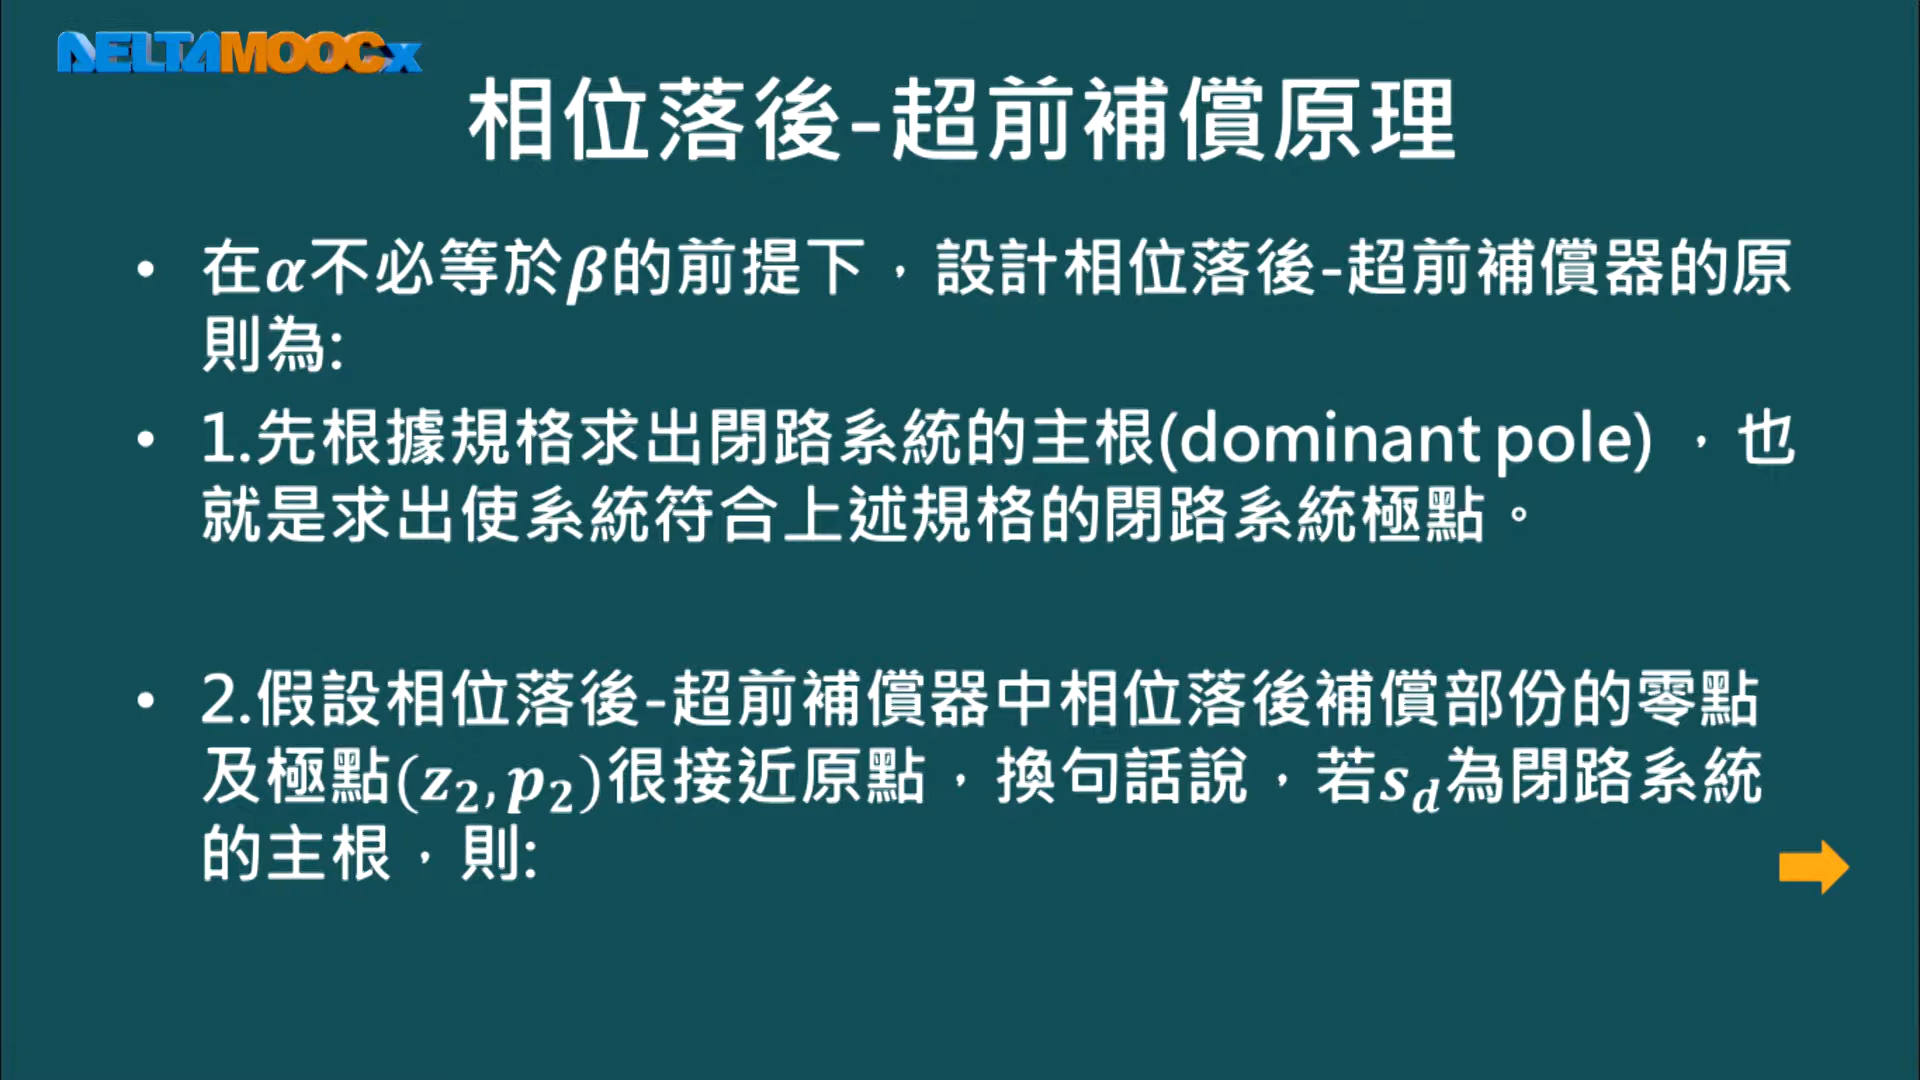 DELTAMOOCx
相位落後-超前補償原理
• 在α不必等於β的前提下，設計相位落後-超前補償器的原
則為:
• 1.先根據規格求出閉路系統的主根(dominant pole) ，也
就是求出使系統符合上述規格的閉路系統極點。
• 2.假設相位落後-超前補償器中相位落後補償部份的零點
及極點(z₂,p₂)很接近原點，換句話說，若s_d為閉路系統
的主根，則: